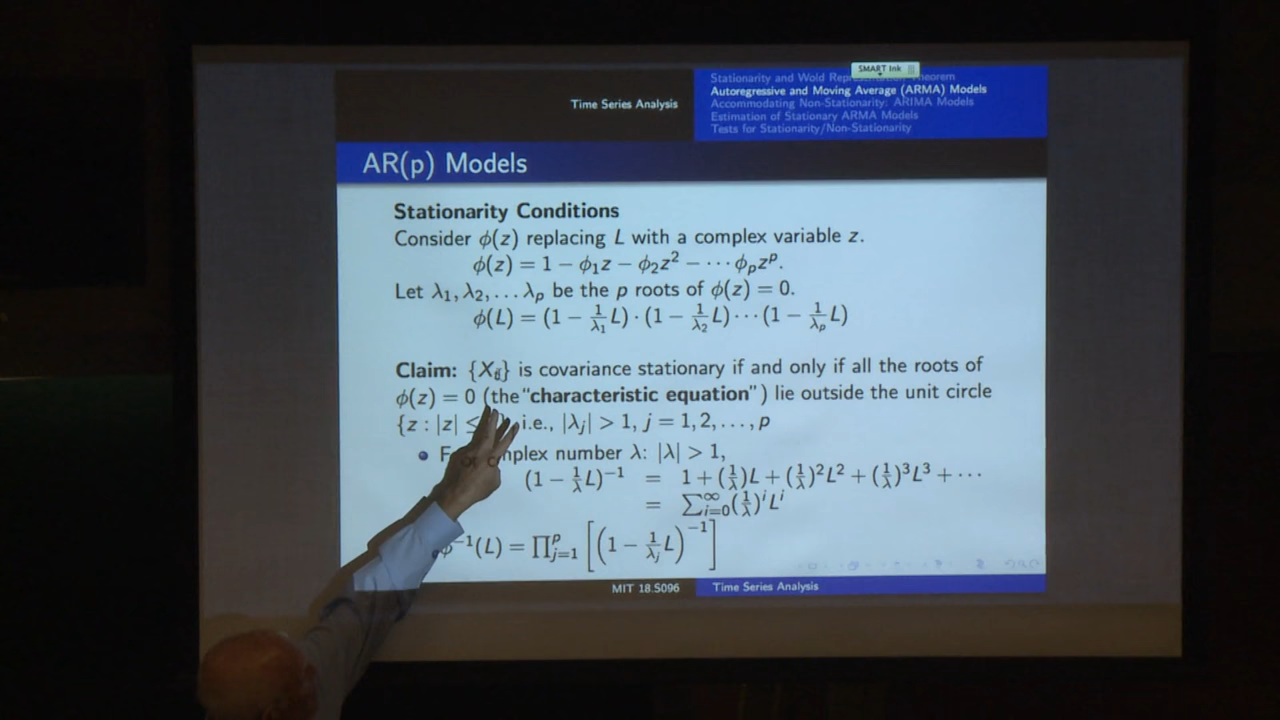 SMART Ink
Time Series Analysis
Stationarity and Wold Theorem
Autoregressive and Moving Average (ARMA) Models
Accommodating Non-Stationarity: ARIMA Models
Estimation of Stationary ARMA Models
Tests for Stationarity/Non-Stationarity
AR(p) Models
Stationarity Conditions
Consider ϕ(z) replacing L with a complex variable z.
ϕ(z) = 1 − ϕ₁z − ϕ₂z² − ⋯ ϕₚzᵖ.
Let λ₁, λ₂, … λₚ be the p roots of ϕ(z) = 0.
ϕ(L) = (1 − 1/λ₁ L) · (1 − 1/λ₂ L) ⋯ (1 − 1/λₚ L)
Claim: {Xₜ} is covariance stationary if and only if all the roots of
ϕ(z) = 0 (the "characteristic equation") lie outside the unit circle
{z : |z| ≤ i.e., |λⱼ| > 1, j = 1, 2, …, p
• number λ: |λ| > 1,
(1 − 1/λ L)⁻¹ = 1 + (1/λ)L + (1/λ)²L² + (1/λ)³L³ + ⋯
= ∑ᵢ₌₀^∞ (1/λ)ⁱLⁱ
ϕ⁻¹(L) = ∏ⱼ₌₁ᵖ [(1 − 1/λⱼ L)⁻¹]
MIT 18.S096
Time Series Analysis